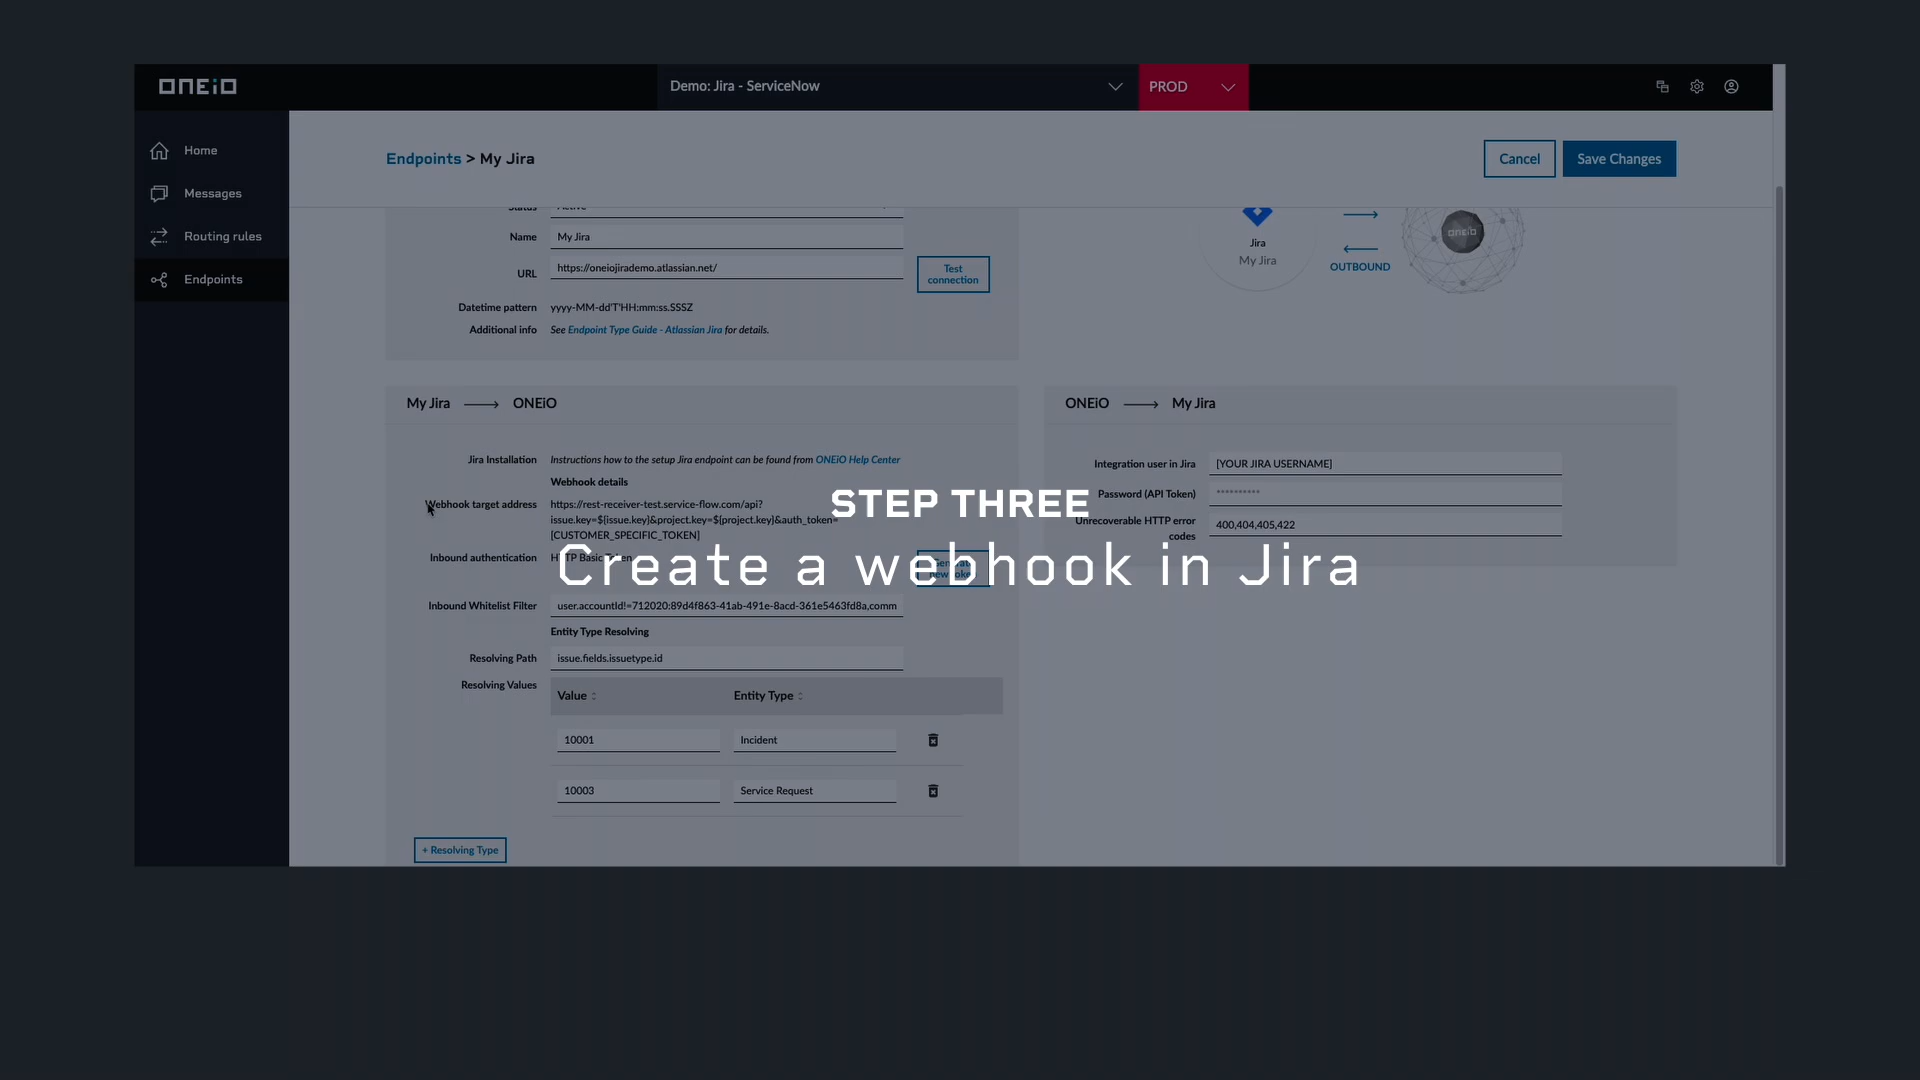 ONEiO
Demo: Jira - ServiceNow
PROD
Home
Messages
Routing rules
Endpoints
Endpoints > My Jira
Cancel
Save Changes
Status
Active
Name
My Jira
URL
https://oneiojirademo.atlassian.net/
Test
connection
Datetime pattern
yyyy-MM-dd'T'HH:mm:ss.SSSZ
Additional info
See Endpoint Type Guide - Atlassian Jira for details.
Jira
My Jira
OUTBOUND
oneio
My Jira
ONEiO
Jira Installation
Instructions how to the setup Jira endpoint can be found from ONEiO Help Center
Webhook details
Webhook target address
https://rest-receiver-test.service-flow.com/api?
issue.key=${issue.key}&project.key=${project.key}&auth_token=
[CUSTOMER_SPECIFIC_TOKEN]
Inbound authentication
HTTP Basic Token
Generate
new token
Inbound Whitelist Filter
user.accountId!=712020:89d4f863-41ab-491e-8acd-361e5463fd8a,comm
Entity Type Resolving
Resolving Path
issue.fields.issuetype.id
Resolving Values
Value
Entity Type
10001
Incident
10003
Service Request
+ Resolving Type
ONEiO
My Jira
Integration user in Jira
[YOUR JIRA USERNAME]
Password (API Token)
**********
Unrecoverable HTTP error
codes
400,404,405,422
STEP THREE
Create a webhook in Jira